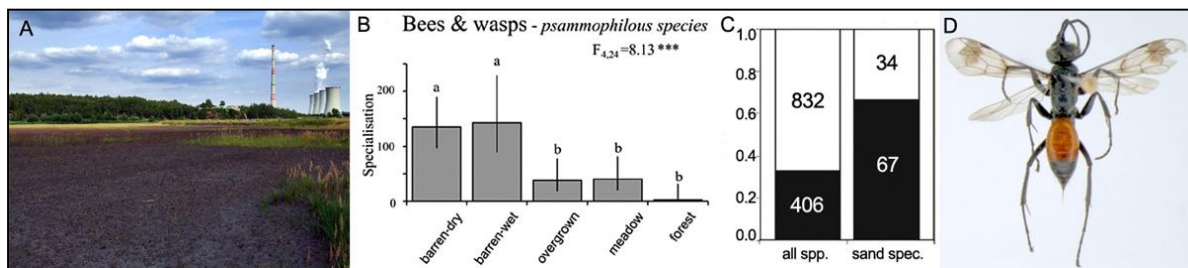 A
B
Bees & wasps - psammophilous species
F4,24=8.13 ***
Specialisation
200
100
0
a
a
b
b
b
barren-dry
barren-wet
overgrown
meadow
forest
C
1.0
0.8
0.6
0.4
0.2
0.0
832
406
34
67
all spp.
sand spec.
D